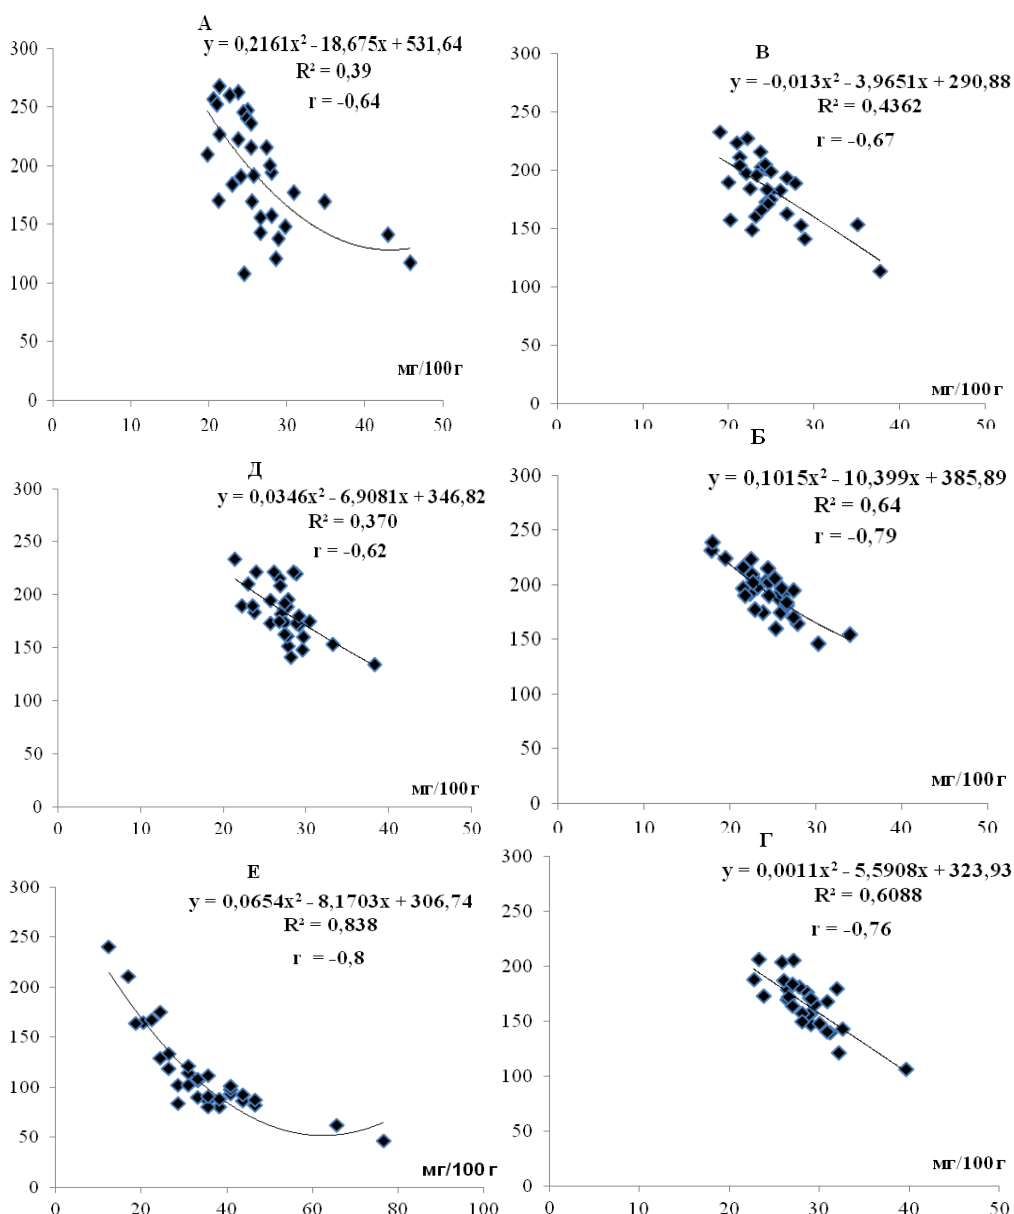 А
y = 0,2161x² - 18,675x + 531,64
R² = 0,39
r = -0,64
300
250
200
150
100
50
0
мг/100 г
0 10 20 30 40 50
В
y = -0,013x² - 3,9651x + 290,88
R² = 0,4362
r = -0,67
300
250
200
150
100
50
0
мг/100 г
0 10 20 30 40 50
Д
y = 0,0346x² - 6,9081x + 346,82
R² = 0,370
r = -0,62
300
250
200
150
100
50
0
мг/100 г
0 10 20 30 40 50
Б
y = 0,1015x² - 10,399x + 385,89
R² = 0,64
r = -0,79
300
250
200
150
100
50
0
мг/100 г
0 10 20 30 40 50
Е
y = 0,0654x² - 8,1703x + 306,74
R² = 0,838
r = -0,8
300
250
200
150
100
50
0
мг/100 г
0 20 40 60 80 100
Г
y = 0,0011x² - 5,5908x + 323,93
R² = 0,6088
r = -0,76
300
250
200
150
100
50
0
мг/100 г
0 10 20 30 40 50